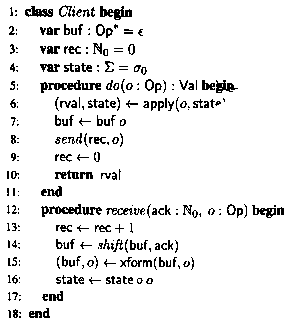 1: class Client begin
2: var buf : Op* = ϵ
3: var rec : ℕ₀ = 0
4: var state : Σ = σ₀
5: procedure do(o : Op) : Val begin
6: (rval, state) ← apply(o, state)
7: buf ← buf o
8: send(rec, o)
9: rec ← 0
10: return rval
11: end
12: procedure receive(ack : ℕ₀, o : Op) begin
13: rec ← rec + 1
14: buf ← shift(buf, ack)
15: (buf, o) ← xform(buf, o)
16: state ← state o o
17: end
18: end